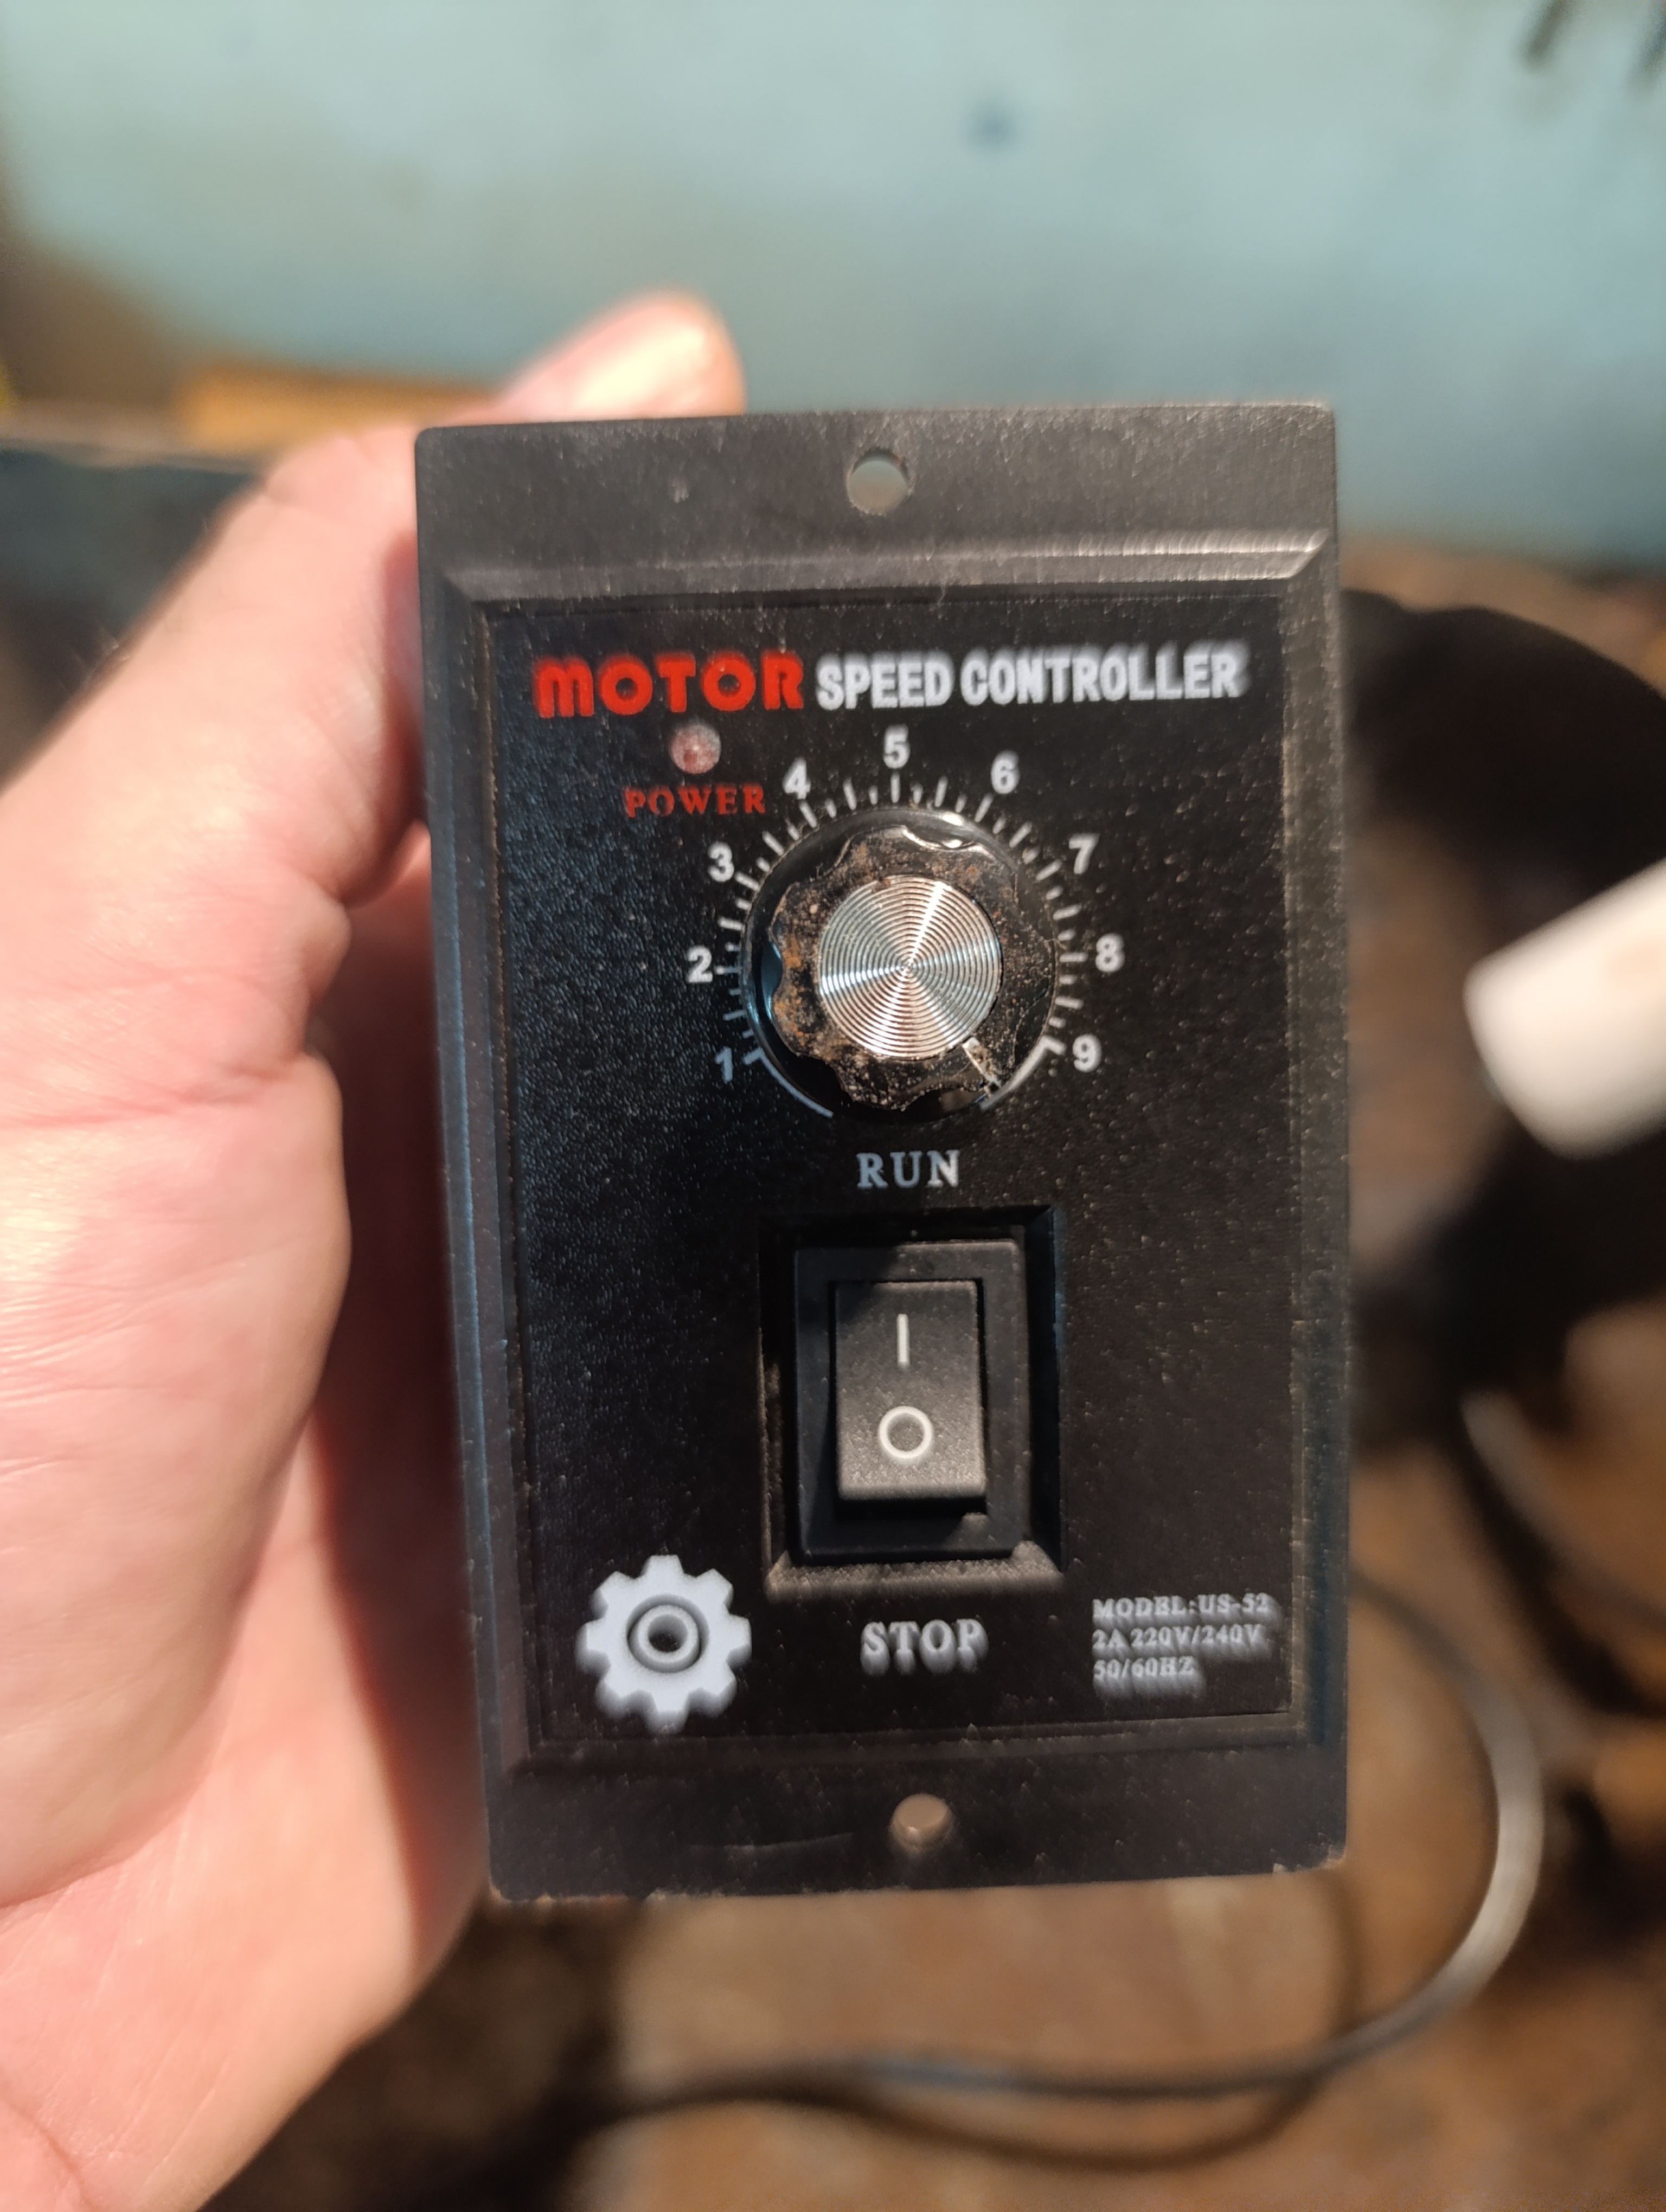 MOTOR SPEED CONTROLLER
POWER
1 2 3 4 5 6 7 8 9
RUN
I
O
STOP
MODEL:US-52
2A 220V/240V
50/60HZ